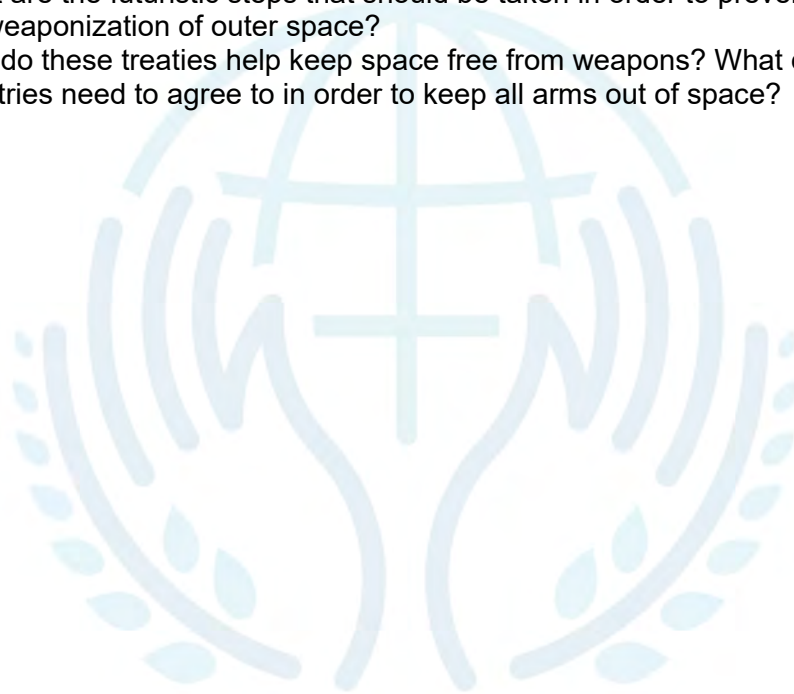 are the futuristic steps that should be taken in order to
weaponization of outer space?
do these treaties help keep space free from weapons? What
need to agree to in order to keep all arms out of space?